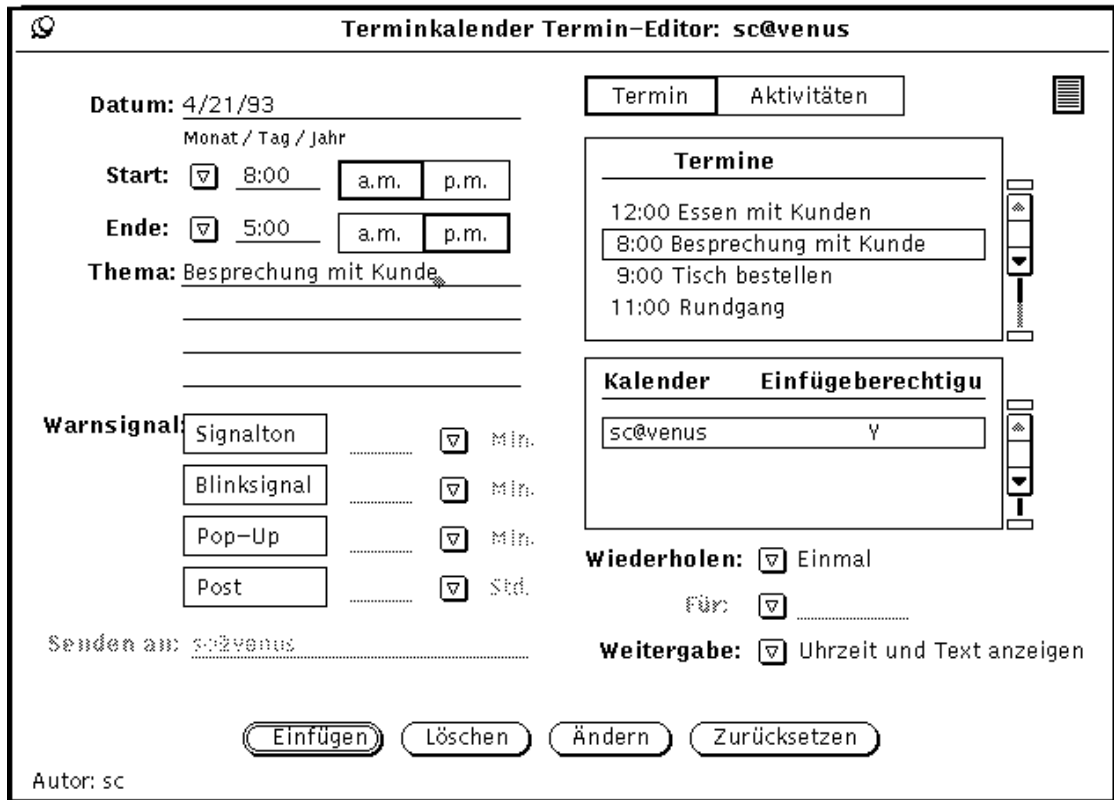 Terminkalender Termin-Editor: sc@venus
Datum: 4/21/93
Monat / Tag / Jahr
Start: 8:00 a.m. p.m.
Ende: 5:00 a.m. p.m.
Thema: Besprechung mit Kunde
Warnsignal:
Signalton Min.
Blinksignal Min.
Pop-Up Min.
Post Std.
Senden an: sc@venus
Termin Aktivitäten
Termine
12:00 Essen mit Kunden
8:00 Besprechung mit Kunde
9:00 Tisch bestellen
11:00 Rundgang
Kalender Einfügeberechtigu
sc@venus Y
Wiederholen: Einmal
Für:
Weitergabe: Uhrzeit und Text anzeigen
Einfügen Löschen Ändern Zurücksetzen
Autor: sc